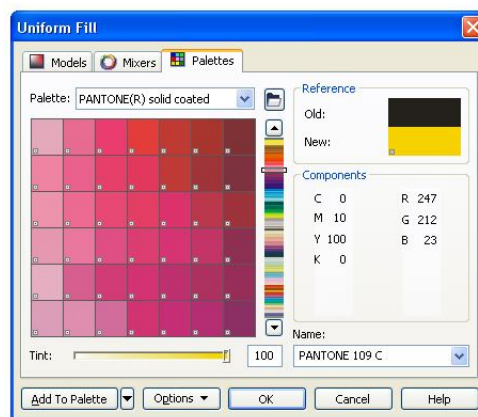 Uniform Fill
Models Mixers Palettes
Palette: PANTONE(R) solid coated
Reference
Old:
New:
Components
C 0 R 247
M 10 G 212
Y 100 B 23
K 0
Name:
Tint: 100 PANTONE 109 C
Add To Palette Options OK Cancel Help